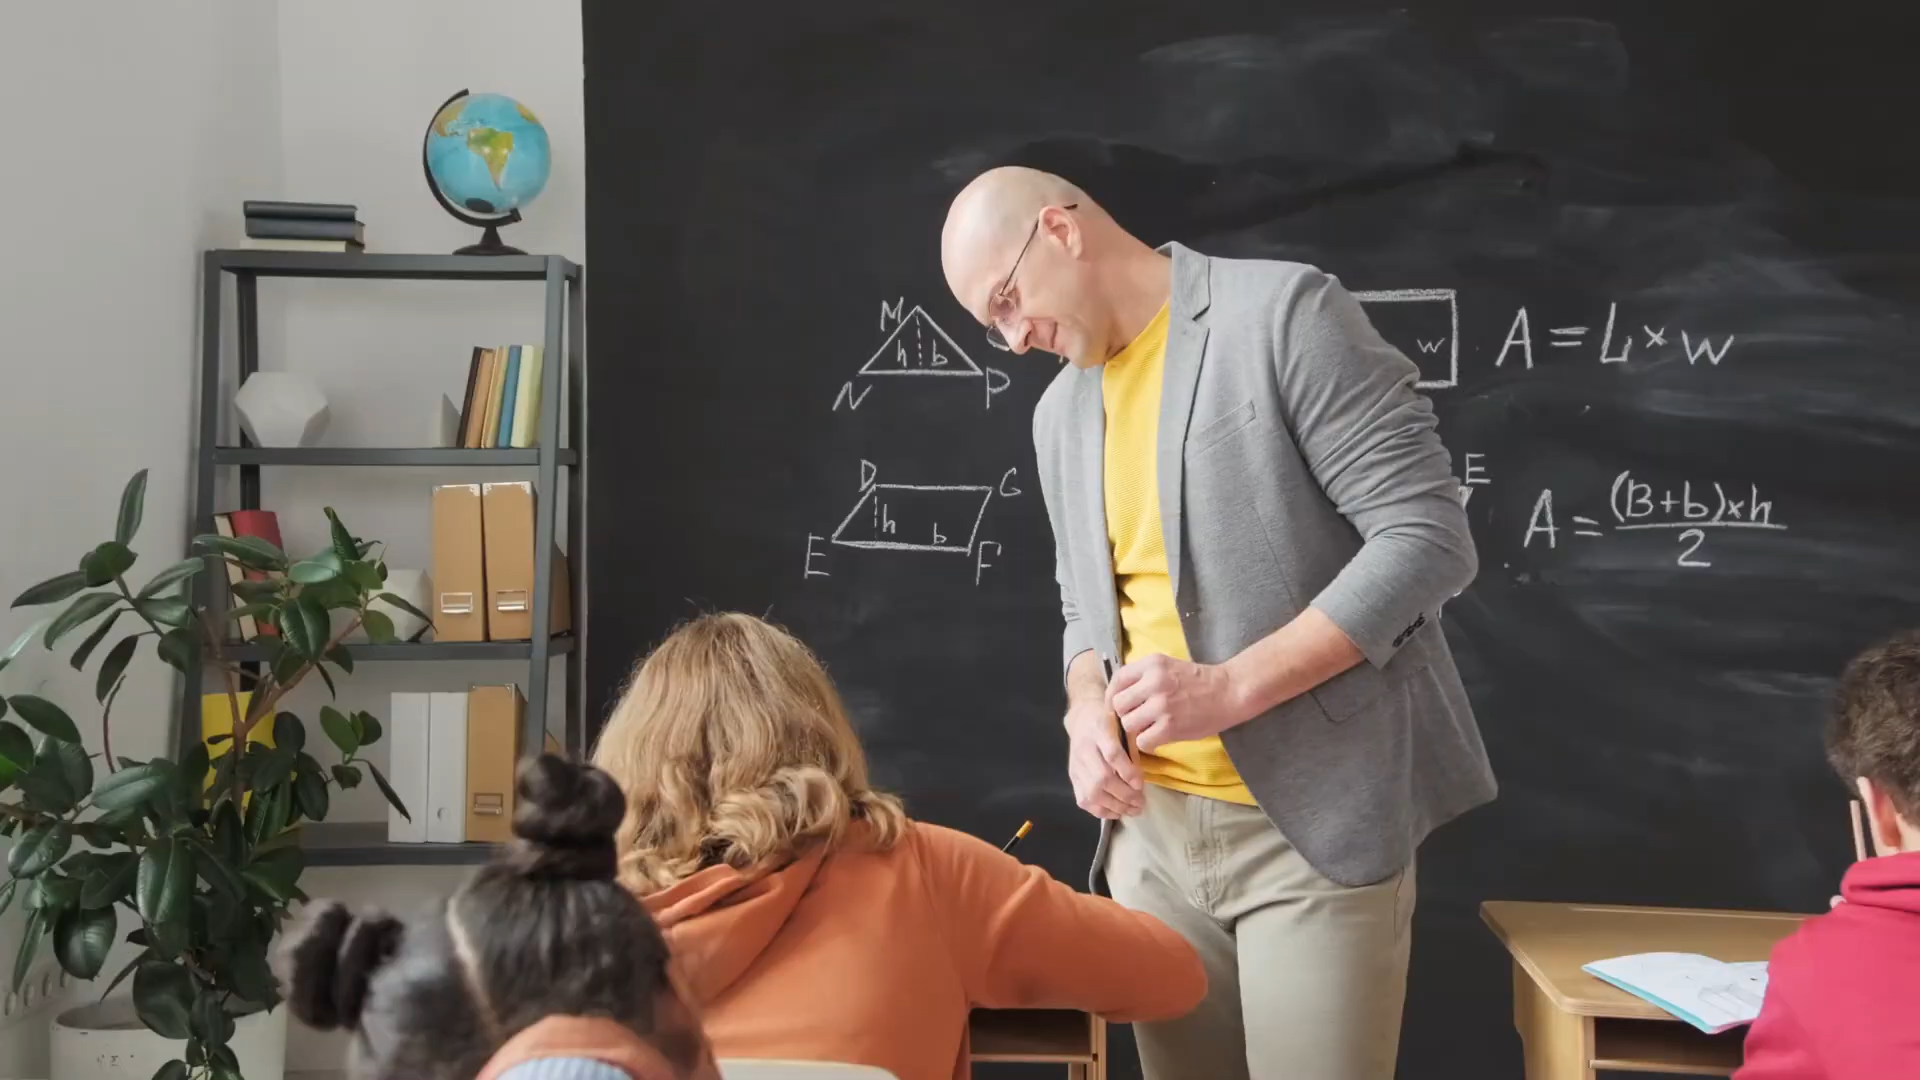 M
h b
N P
w
A = L × w
D G
h b
E F
E
A = (B+b)×h
2